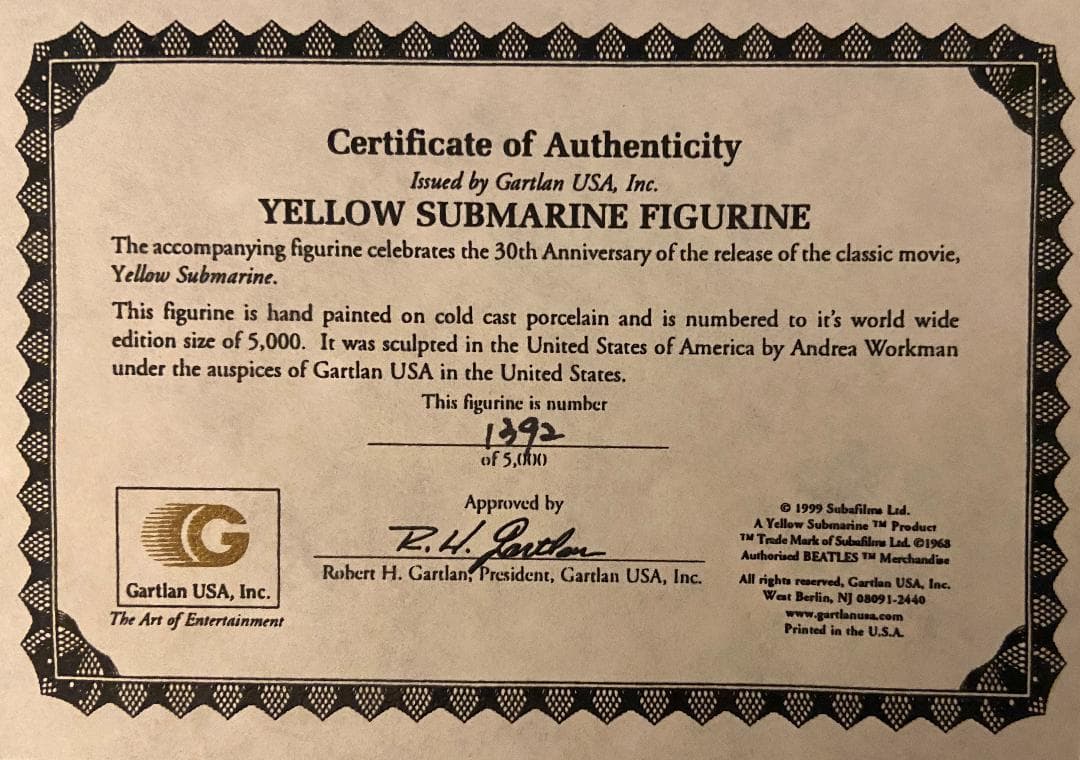 Certificate of Authenticity
Issued by Gartlan USA, Inc.
YELLOW SUBMARINE FIGURINE
The accompanying figurine celebrates the 30th Anniversary of the release of the classic movie,
Yellow Submarine.
This figurine is hand painted on cold cast porcelain and is numbered to it's world wide
edition size of 5,000. It was sculpted in the United States of America by Andrea Workman
under the auspices of Gartlan USA in the United States.
This figurine is number
1392
of 5,000
Approved by
R. H. Gartlan
Robert H. Gartlan, President, Gartlan USA, Inc.
G
Gartlan USA, Inc.
The Art of Entertainment
© 1999 Subafilms Ltd.
A Yellow Submarine ™ Product
™ Trade Mark of Subafilms Ltd. ©1968
Authorised BEATLES ™ Merchandise
All rights reserved, Gartlan USA, Inc.
West Berlin, NJ 08091-2440
www.gartlanusa.com
Printed in the U.S.A.